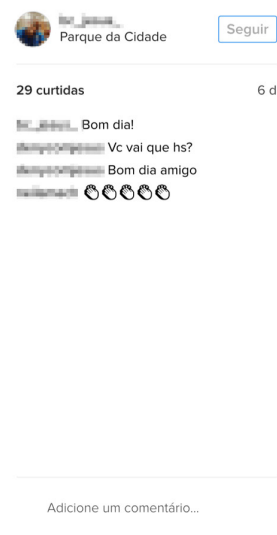 Parque da Cidade
Seguir
29 curtidas
6 d
Bom dia!
Vc vai que hs?
Bom dia amigo
👏👏👏👏👏
Adicione um comentário...